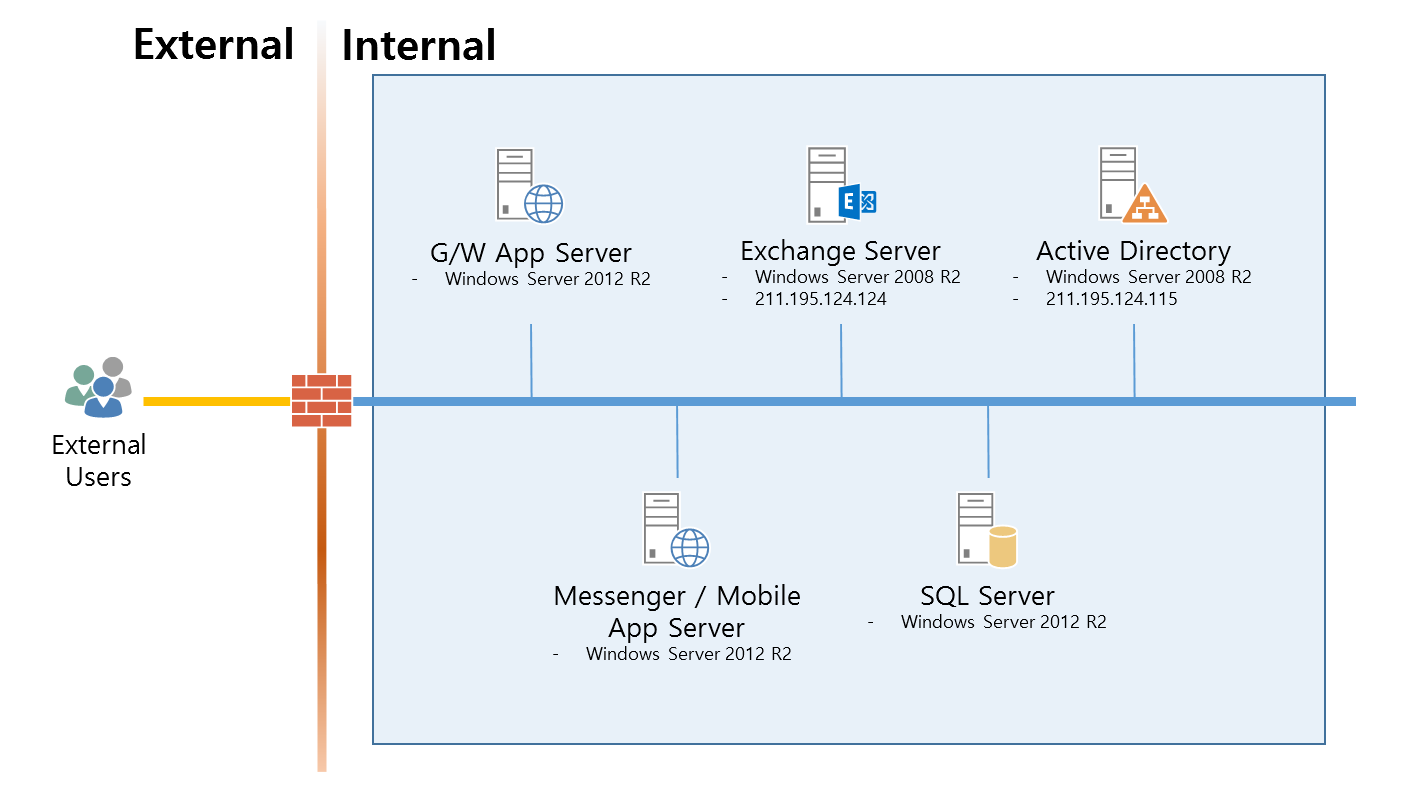 External
Internal
G/W App Server
- Windows Server 2012 R2
Exchange Server
- Windows Server 2008 R2
- 211.195.124.124
Active Directory
- Windows Server 2008 R2
- 211.195.124.115
External
Users
Messenger / Mobile
App Server
- Windows Server 2012 R2
SQL Server
- Windows Server 2012 R2
E